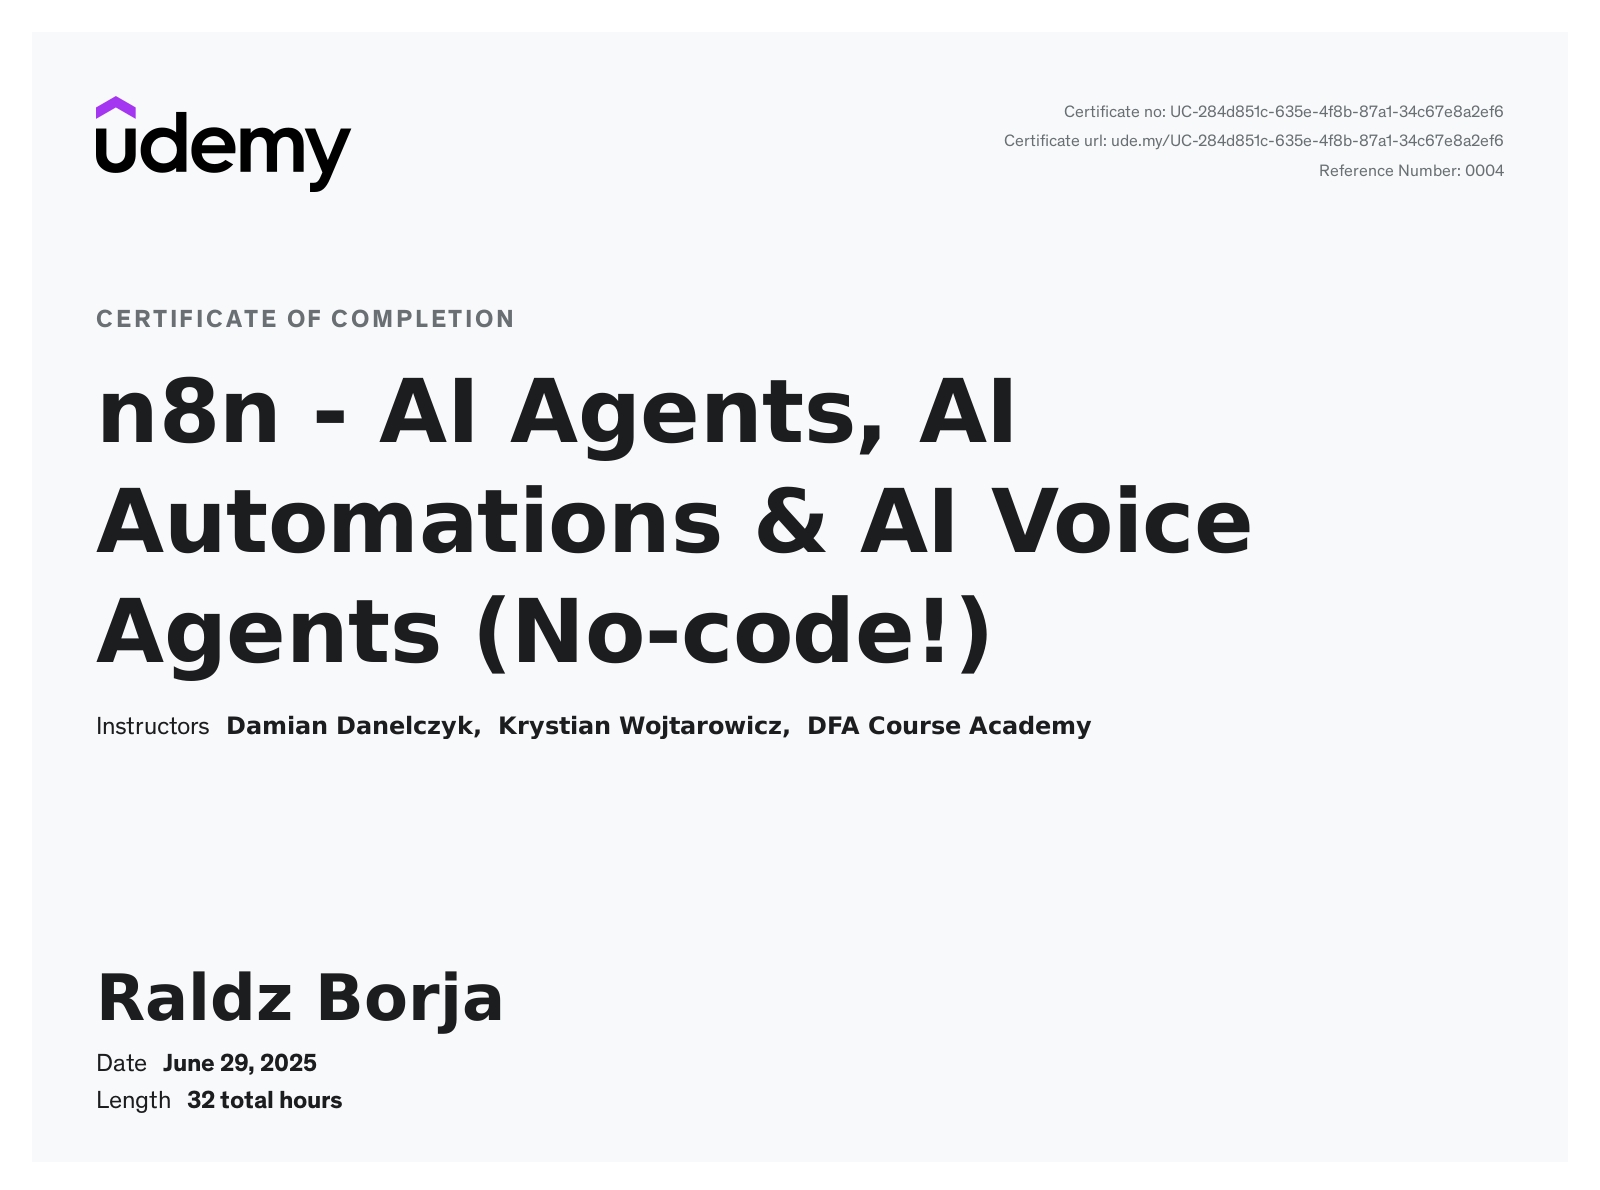 udemy
Certificate no: UC-284d851c-635e-4f8b-87a1-34c67e8a2ef6
Certificate url: ude.my/UC-284d851c-635e-4f8b-87a1-34c67e8a2ef6
Reference Number: 0004
CERTIFICATE OF COMPLETION
n8n - AI Agents, AI
Automations & AI Voice
Agents (No-code!)
Instructors Damian Danelczyk, Krystian Wojtarowicz, DFA Course Academy
Raldz Borja
Date June 29, 2025
Length 32 total hours